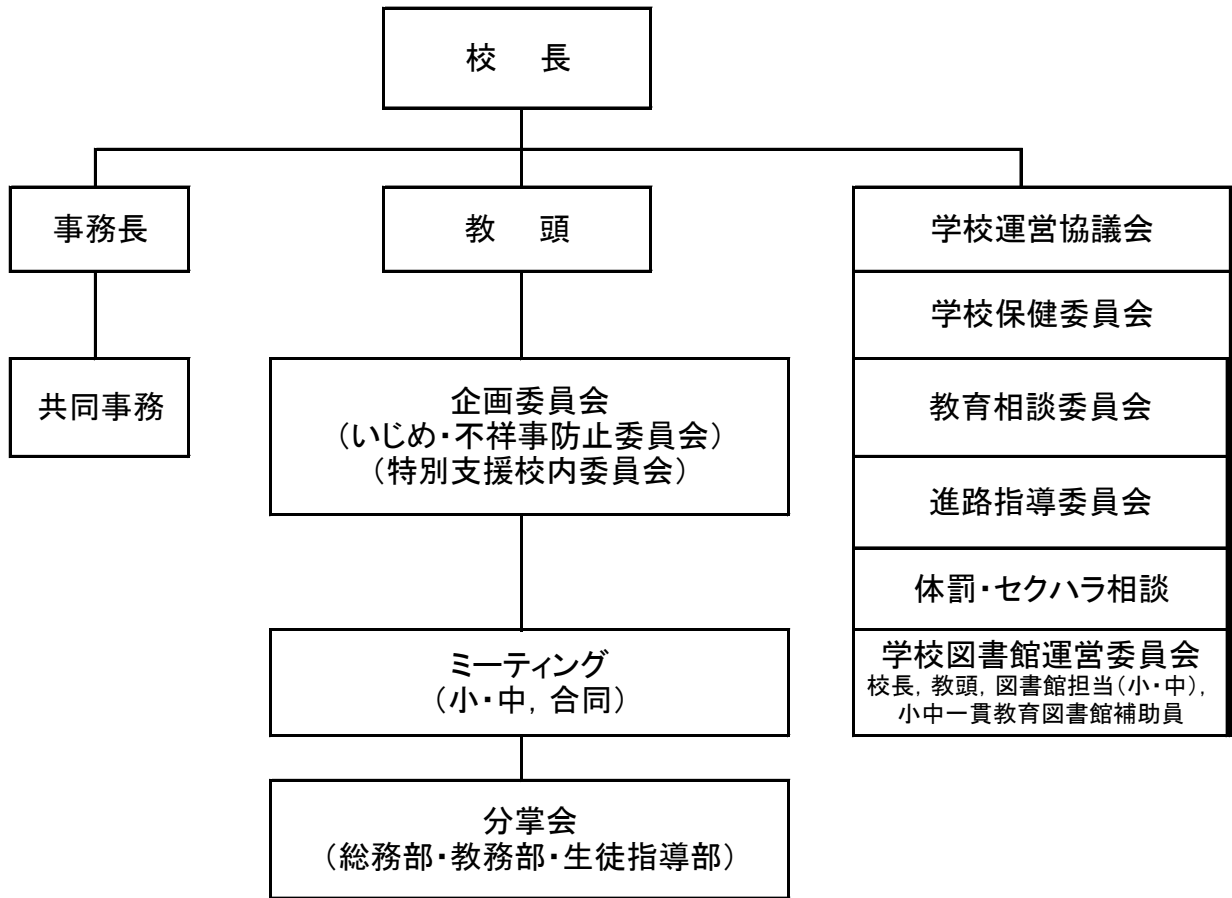 校　長
事務長
教　頭
学校運営協議会
学校保健委員会
共同事務
企画委員会
（いじめ・不祥事防止委員会）
（特別支援校内委員会）
教育相談委員会
進路指導委員会
体罰・セクハラ相談
ミーティング
（小・中，合同）
学校図書館運営委員会
校長，教頭，図書館担当（小・中），
小中一貫教育図書館補助員
分掌会
（総務部・教務部・生徒指導部）